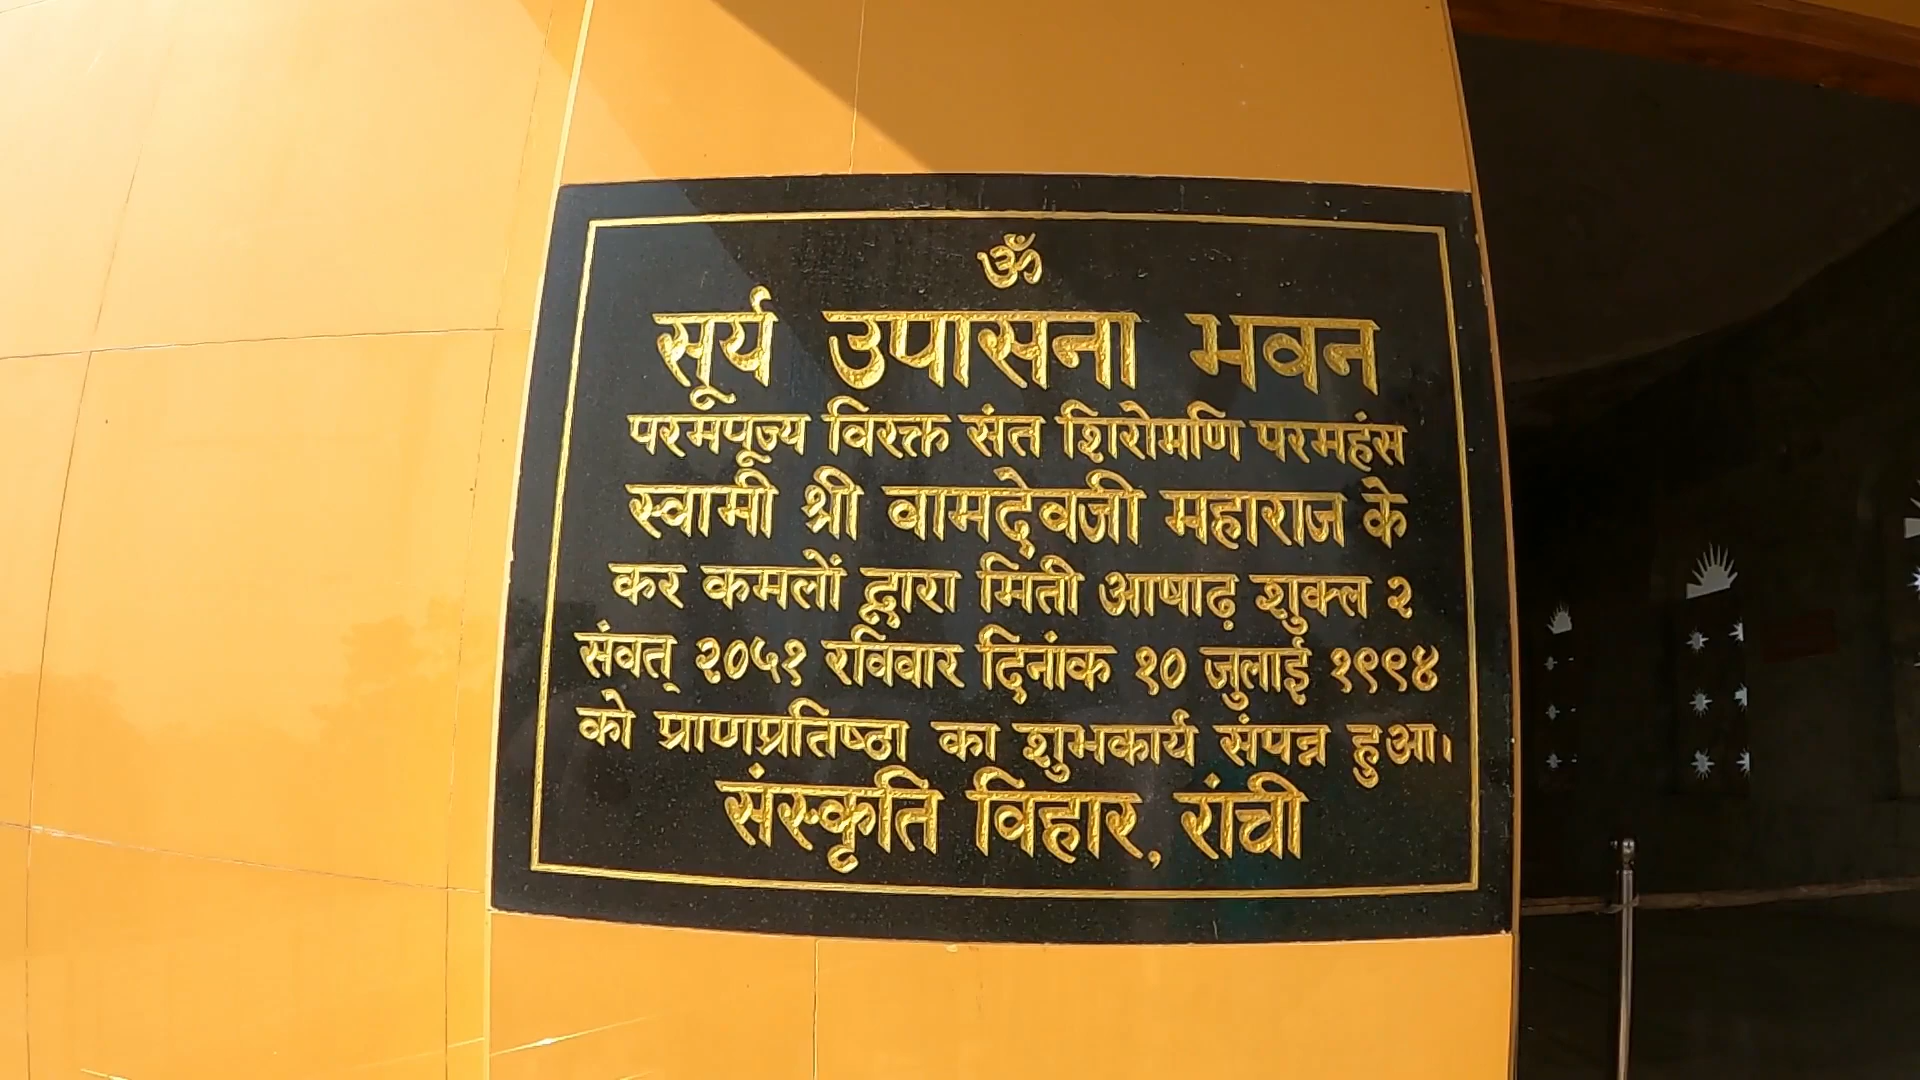 ॐ
सूर्य उपासना भवन
परमपूज्य विरक्त संत शिरोमणि परमहंस
स्वामी श्री वामदेवजी महाराज के
कर कमलों द्वारा मिती आषाढ़ शुक्ल २
संवत् २०५१ रविवार दिनांक १० जुलाई १९९४
को प्राणप्रतिष्ठा का शुभकार्य संपन्न हुआ।
संस्कृति विहार, रांची